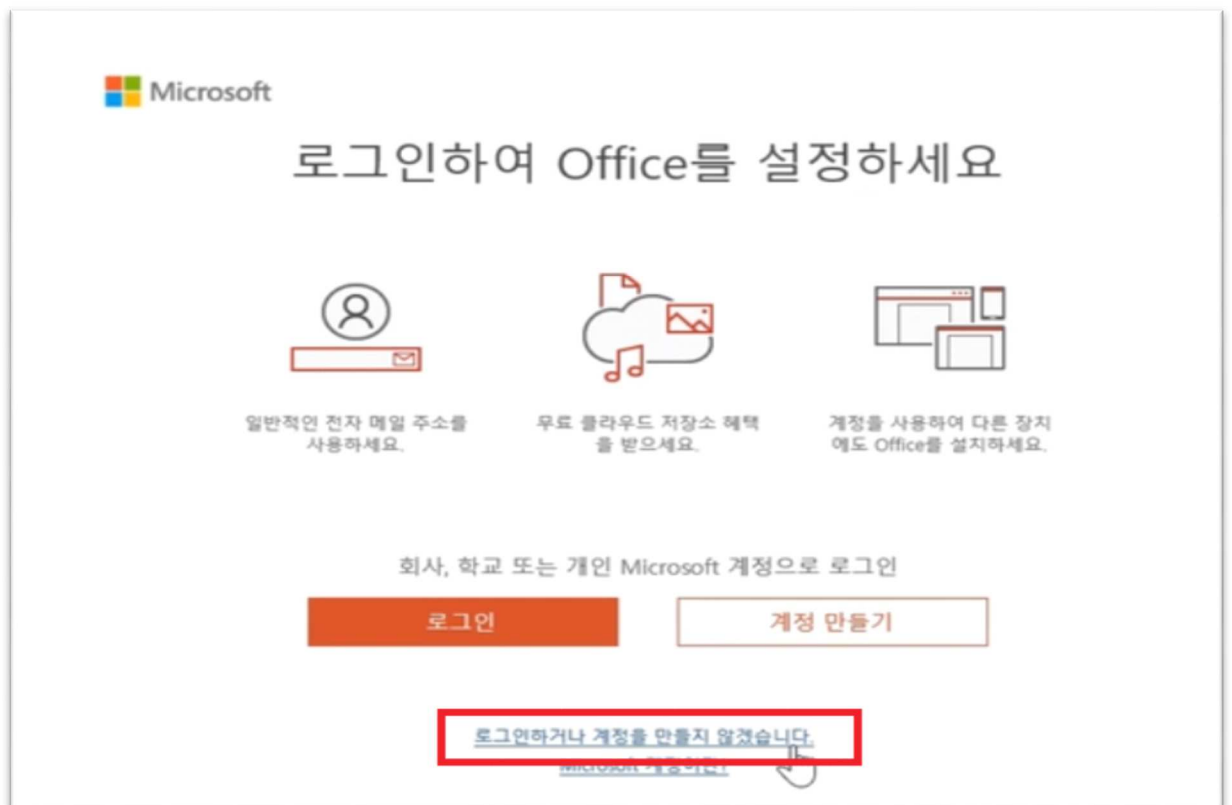 Microsoft
로그인하여 Office를 설정하세요
일반적인 전자 메일 주소를
사용하세요.
무료 클라우드 저장소 혜택
을 받으세요.
계정을 사용하여 다른 장치
에도 Office를 설치하세요.
회사, 학교 또는 개인 Microsoft 계정으로 로그인
로그인
계정 만들기
로그인하거나 계정을 만들지 않겠습니다.
Microsoft 계정이란?